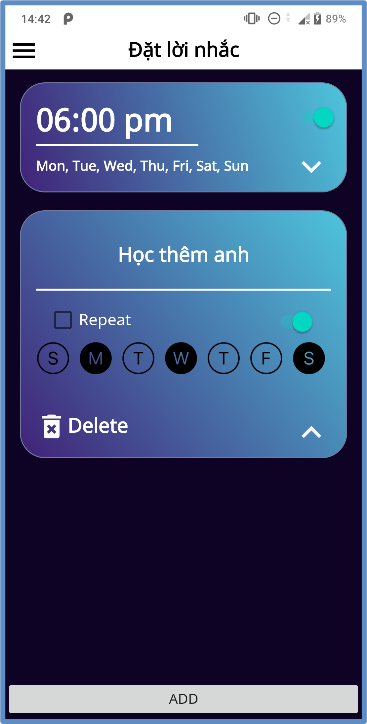 14:42
89%
Đặt lời nhắc
06:00 pm
Mon, Tue, Wed, Thu, Fri, Sat, Sun
Học thêm anh
Repeat
S M T W T F S
Delete
ADD